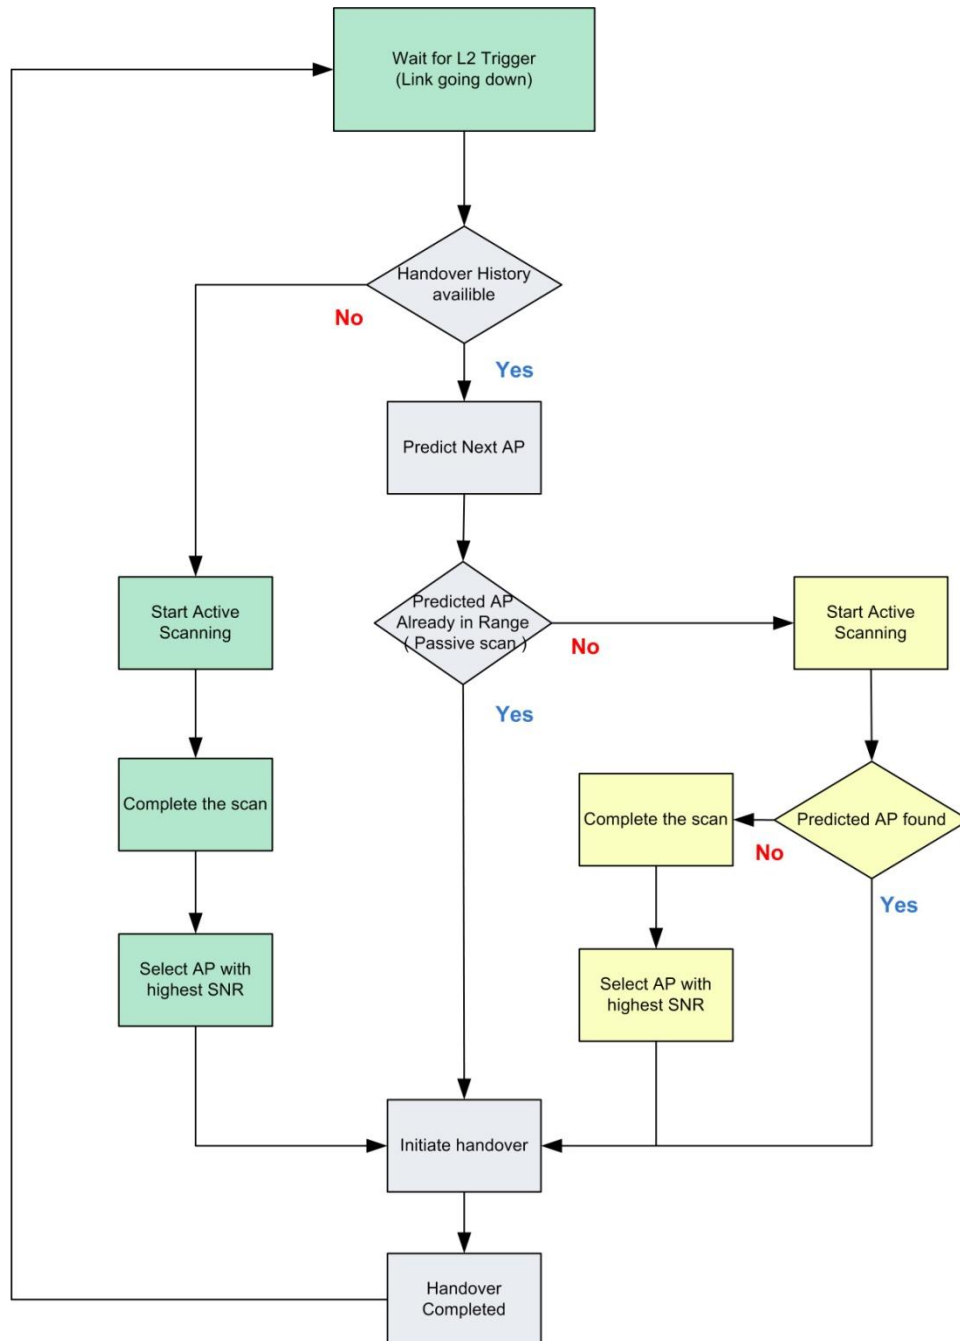 Wait for L2 Trigger
(Link going down)
Handover History
availible
No
Yes
Predict Next AP
Predicted AP
Already in Range
( Passive scan )
No
Yes
Start Active
Scanning
Start Active
Scanning
Complete the scan
Complete the scan
Predicted AP found
No
Yes
Select AP with
highest SNR
Select AP with
highest SNR
Initiate handover
Handover
Completed